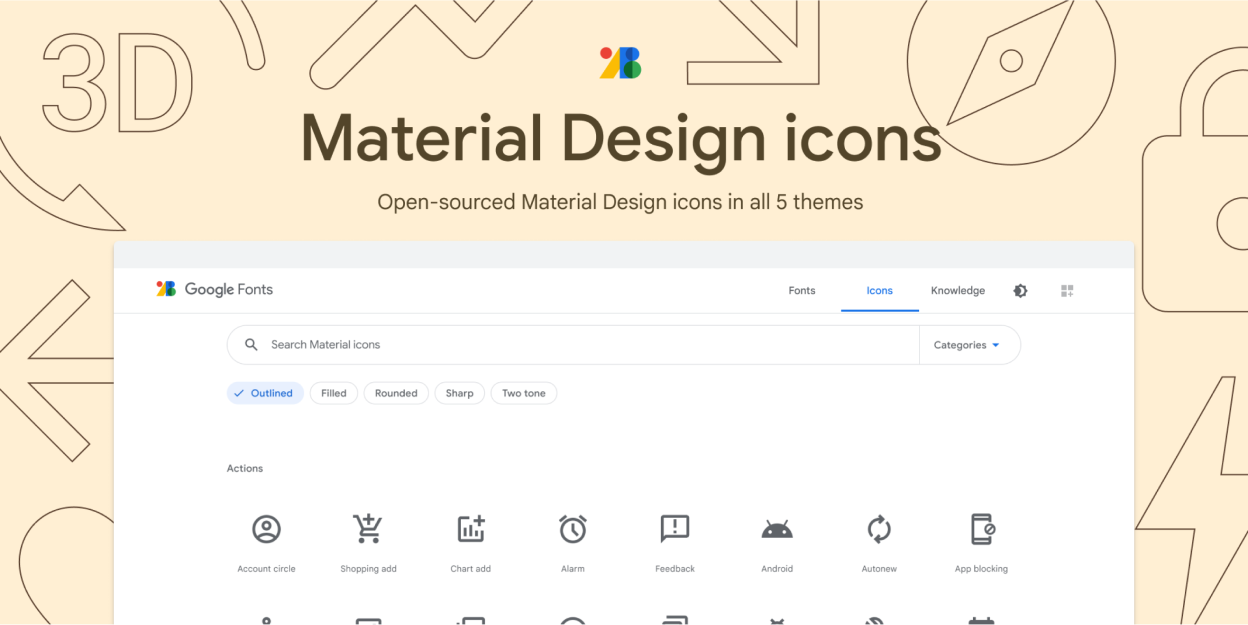 3D
Material Design icons
Open-sourced Material Design icons in all 5 themes
Google Fonts
Fonts Icons Knowledge
Search Material icons Categories
Outlined Filled Rounded Sharp Two tone
Actions
Account circle Shopping add Chart add Alarm Feedback Android Autonew App blocking